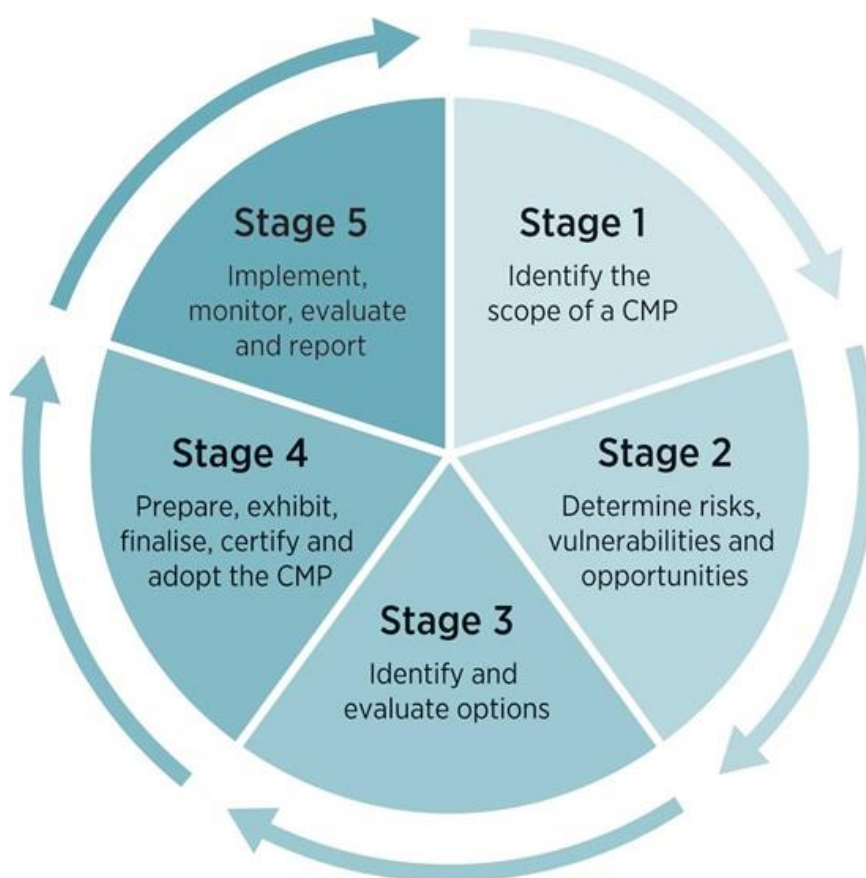 Stage 1
Identify the
scope of a CMP
Stage 2
Determine risks,
vulnerabilities and
opportunities
Stage 3
Identify and
evaluate options
Stage 4
Prepare, exhibit,
finalise, certify and
adopt the CMP
Stage 5
Implement,
monitor, evaluate
and report